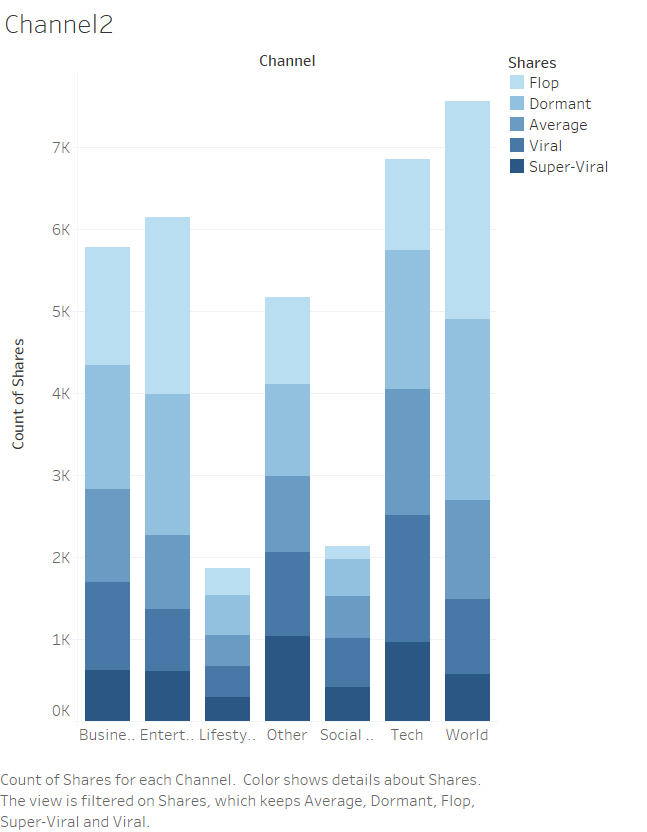 Channel2
Channel
Shares
Flop
Dormant
Average
Viral
Super-Viral
Count of Shares
7K
6K
5K
4K
3K
2K
1K
0K
Busine.. Entert.. Lifesty.. Other Social .. Tech World
Count of Shares for each Channel.  Color shows details about Shares.
The view is filtered on Shares, which keeps Average, Dormant, Flop,
Super-Viral and Viral.